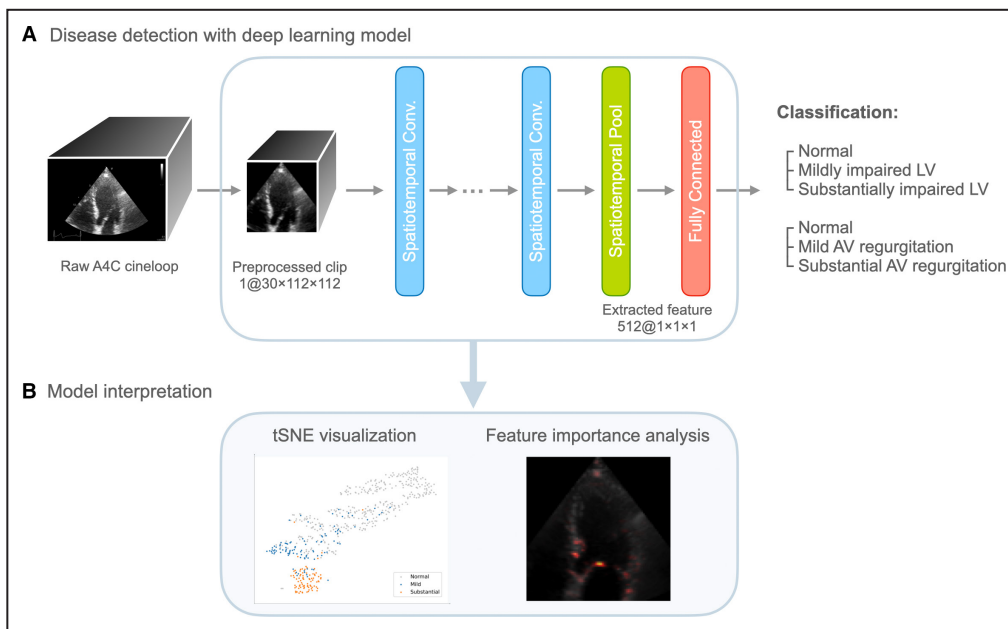 A Disease detection with deep learning model
Raw A4C cineloop
Preprocessed clip
1@30×112×112
Spatiotemporal Conv.
...
Spatiotemporal Conv.
Spatiotemporal Pool
Fully Connected
Extracted feature
512@1×1×1
Classification:
Normal
Mildly impaired LV
Substantially impaired LV
Normal
Mild AV regurgitation
Substantial AV regurgitation
B Model interpretation
tSNE visualization
Normal
Mild
Substantial
Feature importance analysis